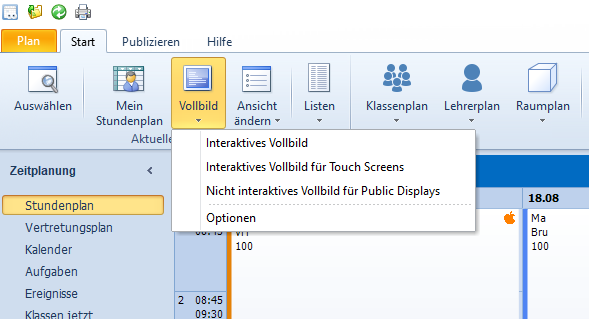 Plan Start Publizieren Hilfe
Auswählen Mein Stundenplan Vollbild Ansicht ändern Listen Klassenplan Lehrerplan Raumplan
Aktuelle
Interaktives Vollbild
Interaktives Vollbild für Touch Screens
Nicht interaktives Vollbild für Public Displays
Optionen
Zeitplanung
Stundenplan
Vertretungsplan
Kalender
Aufgaben
Ereignisse
Klassen jetzt
18.08
Ma
Bru
100
100
2 08:45
09:30